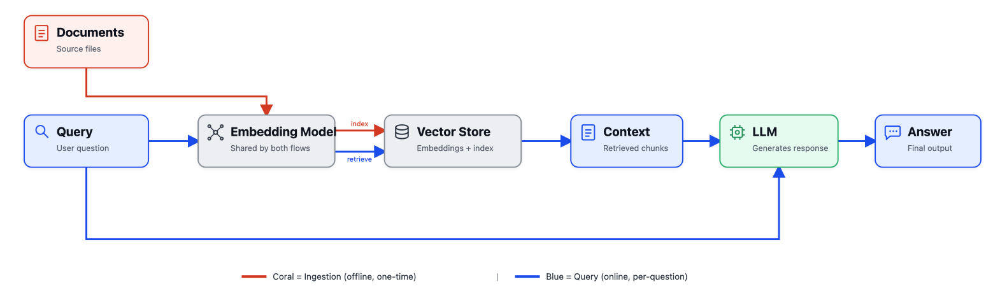 Documents
Source files
Query
User question
Embedding Model
Shared by both flows
index
retrieve
Vector Store
Embeddings + index
Context
Retrieved chunks
LLM
Generates response
Answer
Final output
Coral = Ingestion (offline, one-time)
|
Blue = Query (online, per-question)